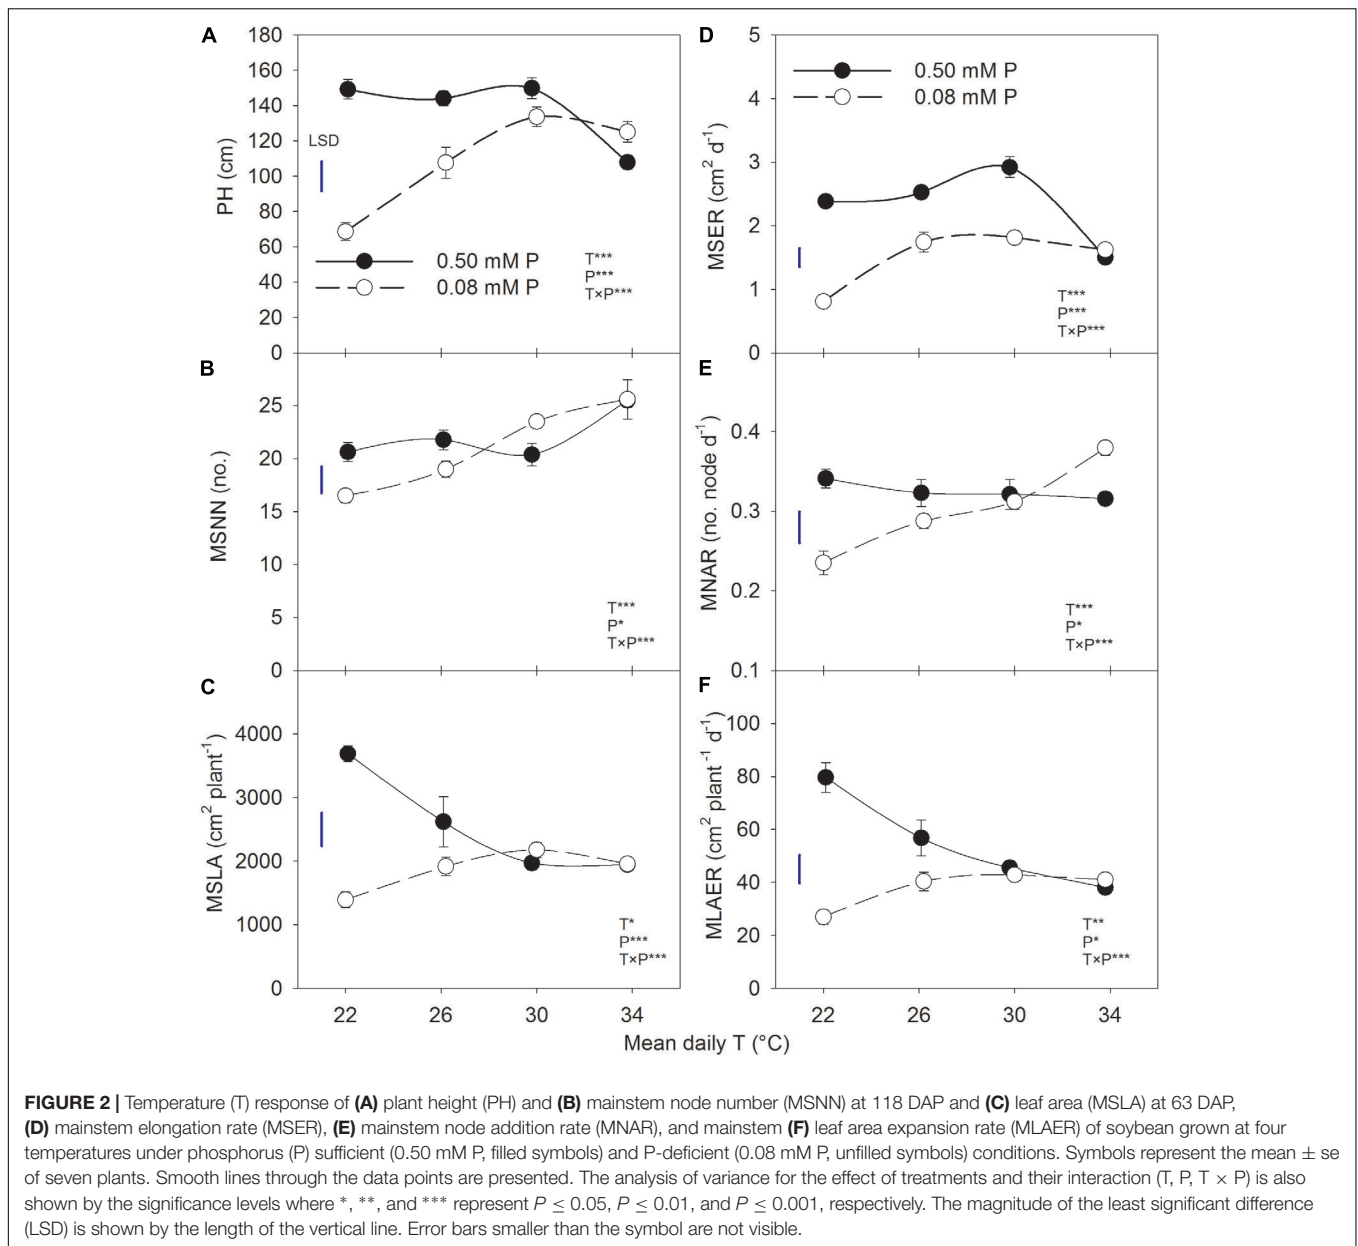 A
180
160
140
120
100
80
60
40
20
0
PH (cm)
LSD
0.50 mM P
0.08 mM P
T***
P***
T×P***
B
25
20
15
10
5
0
MSNN (no.)
T***
P*
T×P***
C
4000
3000
2000
1000
0
MSLA (cm² plant⁻¹)
T*
P***
T×P***
22 26 30 34
D
5
4
3
2
1
0
MSER (cm² d⁻¹)
0.50 mM P
0.08 mM P
T***
P***
T×P***
E
0.4
0.3
0.2
0.1
MNAR (no. node d⁻¹)
T***
P*
T×P***
F
100
80
60
40
20
0
MLAER (cm² plant⁻¹ d⁻¹)
T**
P*
T×P***
22 26 30 34
Mean daily T (°C)
FIGURE 2 | Temperature (T) response of (A) plant height (PH) and (B) mainstem node number (MSNN) at 118 DAP and (C) leaf area (MSLA) at 63 DAP,
(D) mainstem elongation rate (MSER), (E) mainstem node addition rate (MNAR), and mainstem (F) leaf area expansion rate (MLAER) of soybean grown at four
temperatures under phosphorus (P) sufficient (0.50 mM P, filled symbols) and P-deficient (0.08 mM P, unfilled symbols) conditions. Symbols represent the mean ± se
of seven plants. Smooth lines through the data points are presented. The analysis of variance for the effect of treatments and their interaction (T, P, T × P) is also
shown by the significance levels where *, **, and *** represent P ≤ 0.05, P ≤ 0.01, and P ≤ 0.001, respectively. The magnitude of the least significant difference
(LSD) is shown by the length of the vertical line. Error bars smaller than the symbol are not visible.